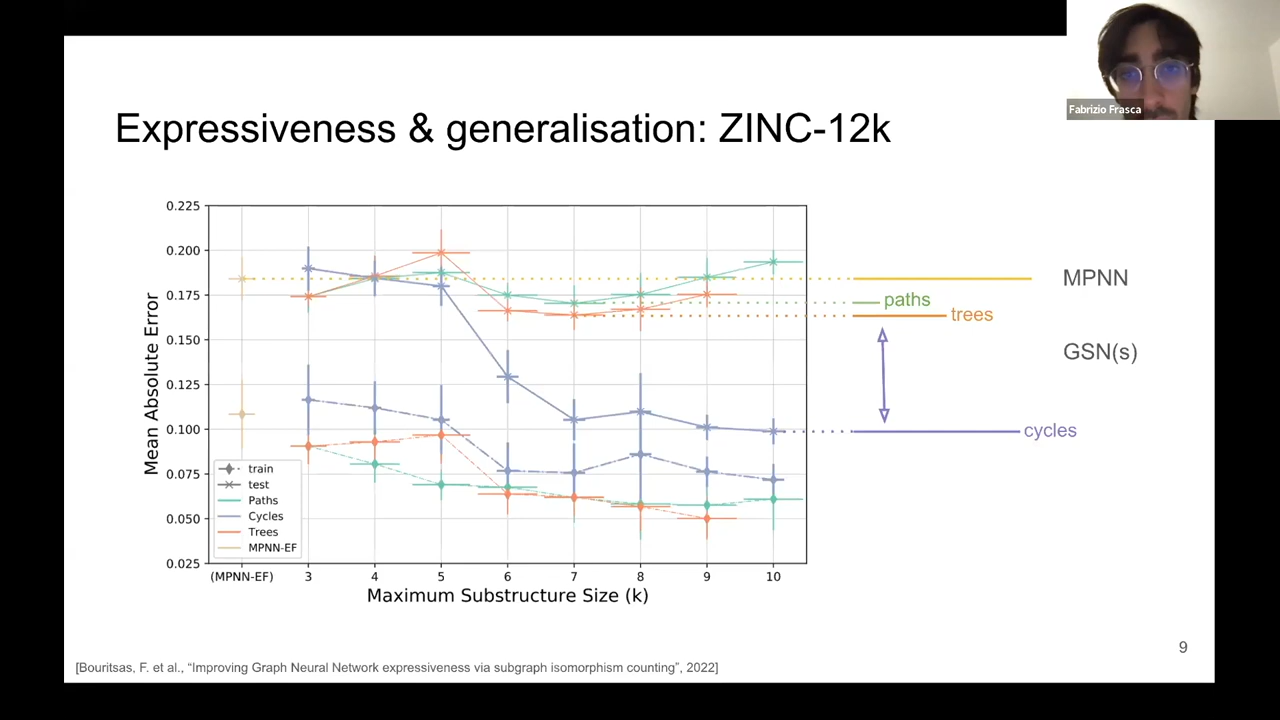 Fabrizio Frasca
Expressiveness & generalisation: ZINC-12k
0.225
0.200
0.175
0.150
0.125
0.100
0.075
0.050
0.025
Mean Absolute Error
train
test
Paths
Cycles
Trees
MPNN-EF
(MPNN-EF) 3 4 5 6 7 8 9 10
Maximum Substructure Size (k)
MPNN
paths
trees
GSN(s)
cycles
9
[Bouritsas, F. et al., “Improving Graph Neural Network expressiveness via subgraph isomorphism counting”, 2022]